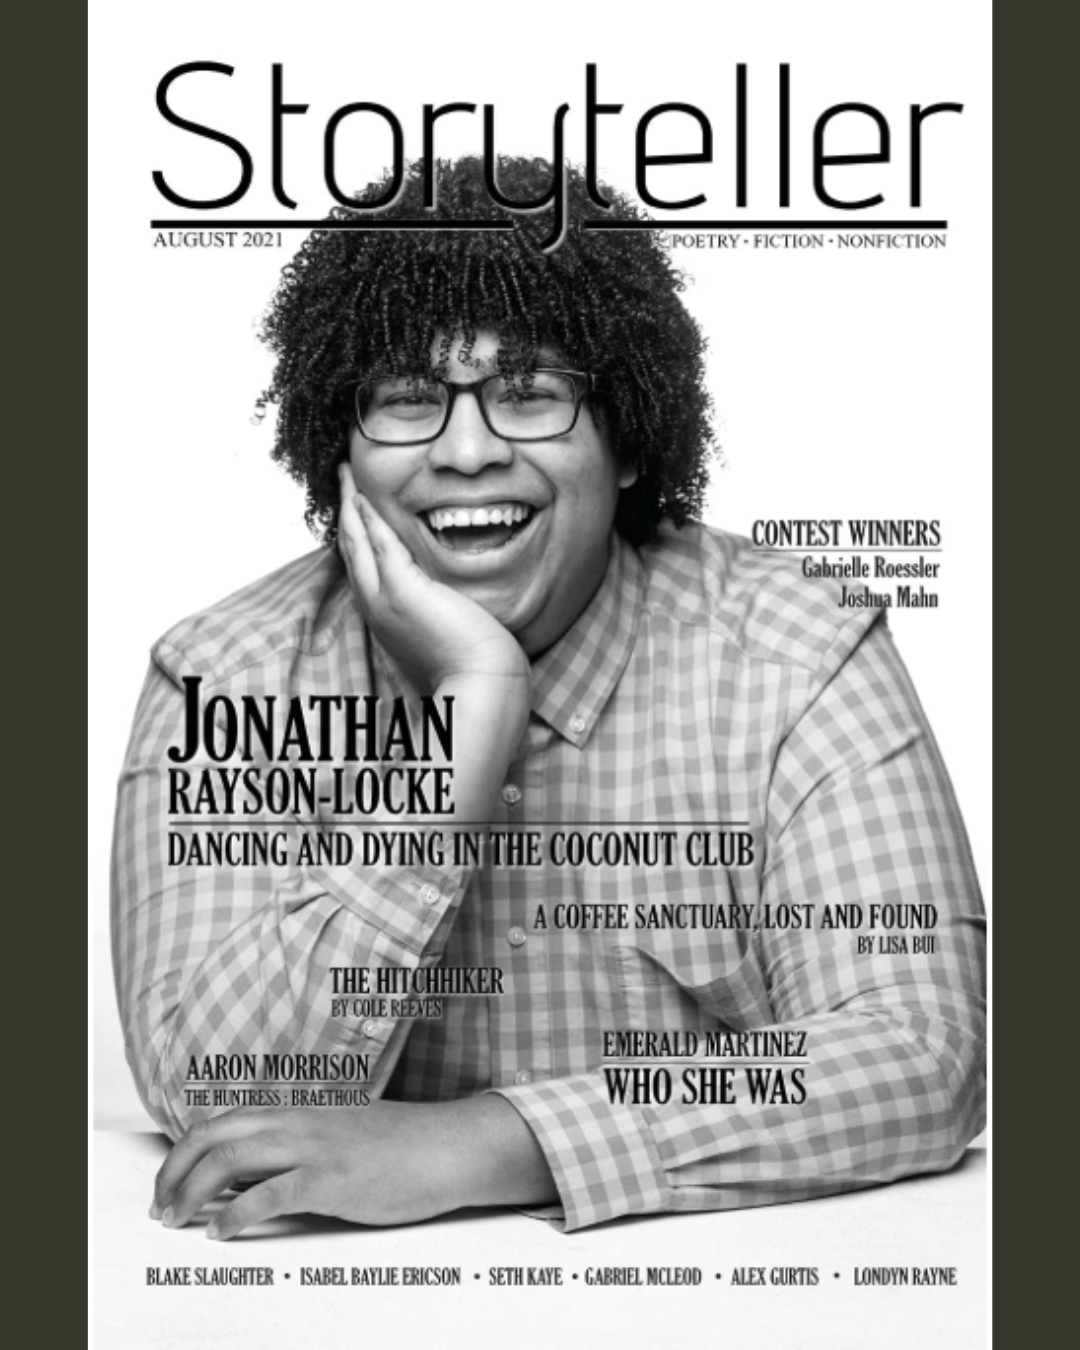 Storyteller
AUGUST 2021
POETRY • FICTION • NONFICTION
CONTEST WINNERS
Gabrielle Roessler
Joshua Mahn
JONATHAN
RAYSON-LOCKE
DANCING AND DYING IN THE COCONUT CLUB
A COFFEE SANCTUARY, LOST AND FOUND
BY LISA BUI
THE HITCHHIKER
BY COLE REEVES
EMERALD MARTINEZ
WHO SHE WAS
AARON MORRISON
THE HUNTRESS : BRAETHOUS
BLAKE SLAUGHTER • ISABEL BAYLIE ERICSON • SETH KAYE • GABRIEL MCLEOD • ALEX GURTIS • LONDYN RAYNE